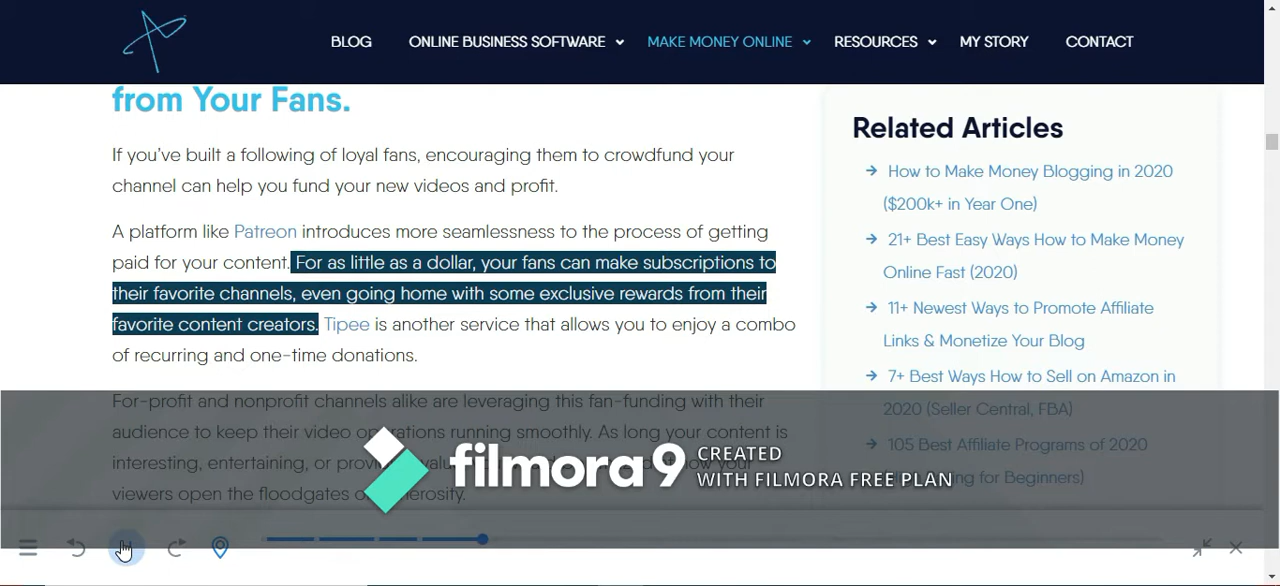 BLOG
ONLINE BUSINESS SOFTWARE
MAKE MONEY ONLINE
RESOURCES
MY STORY
CONTACT
from Your Fans.
If you've built a following of loyal fans, encouraging them to crowdfund your
channel can help you fund your new videos and profit.
A platform like Patreon introduces more seamlessness to the process of getting
paid for your content. For as little as a dollar, your fans can make subscriptions to
their favorite channels, even going home with some exclusive rewards from their
favorite content creators. Tipee is another service that allows you to enjoy a combo
of recurring and one-time donations.
For-profit and nonprofit channels alike are leveraging this fan-funding with their
audience to keep their video operations running smoothly. As long your content is
interesting, entertaining, or
viewers open the floodgates
Related Articles
How to Make Money Blogging in 2020
($200k+ in Year One)
21+ Best Easy Ways How to Make Money
Online Fast (2020)
11+ Newest Ways to Promote Affiliate
Links & Monetize Your Blog
7+ Best Ways How to Sell on Amazon in
2020 (Seller Central, FBA)
105 Best Affiliate Programs of 2020
for Beginners)
filmora9
CREATED
WITH FILMORA FREE PLAN